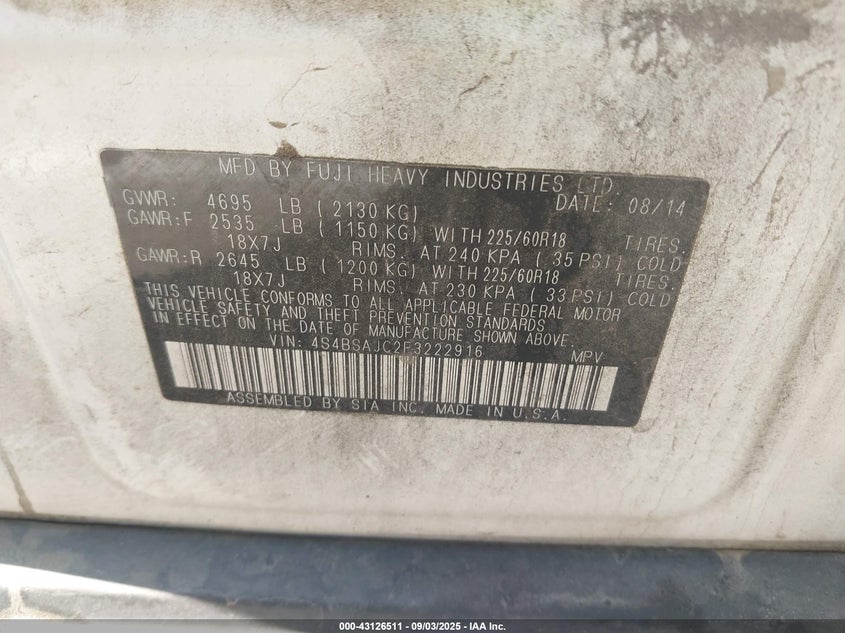 MFD BY FUJI HEAVY INDUSTRIES LTD.
GVWR: 4695 LB ( 2130 KG) DATE: 08/14
GAWR:F 2535 LB ( 1150 KG) WITH 225/60R18 TIRES.
18X7J RIMS. AT 240 KPA ( 35 PSI) COLD
GAWR:R 2645 LB ( 1200 KG) WITH 225/60R18 TIRES.
18X7J RIMS. AT 230 KPA ( 33 PSI) COLD
THIS VEHICLE CONFORMS TO ALL APPLICABLE FEDERAL MOTOR
VEHICLE SAFETY AND THEFT PREVENTION STANDARDS
IN EFFECT ON THE DATE OF MANUFACTURE SHOWN ABOVE.
VIN: 4S4BSAJC2F3222916 MPV
ASSEMBLED BY SIA INC. MADE IN U.S.A.
000-43126511 - 09/03/2025 - IAA Inc.